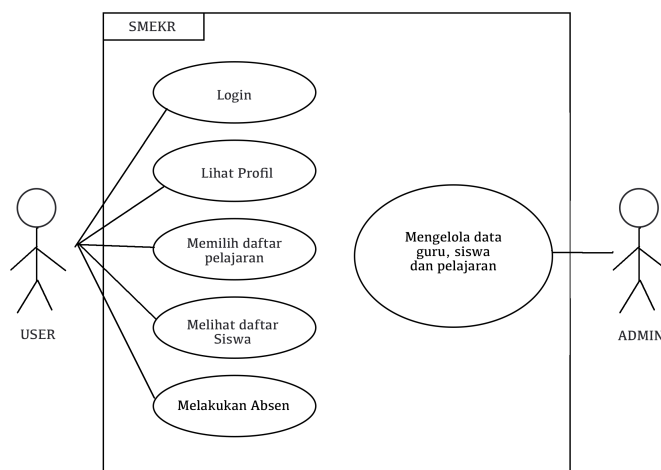 SMEKR
Login
Lihat Profil
Memilih daftar
pelajaran
Melihat daftar
Siswa
Melakukan Absen
Mengelola data
guru, siswa
dan pelajaran
USER
ADMIN